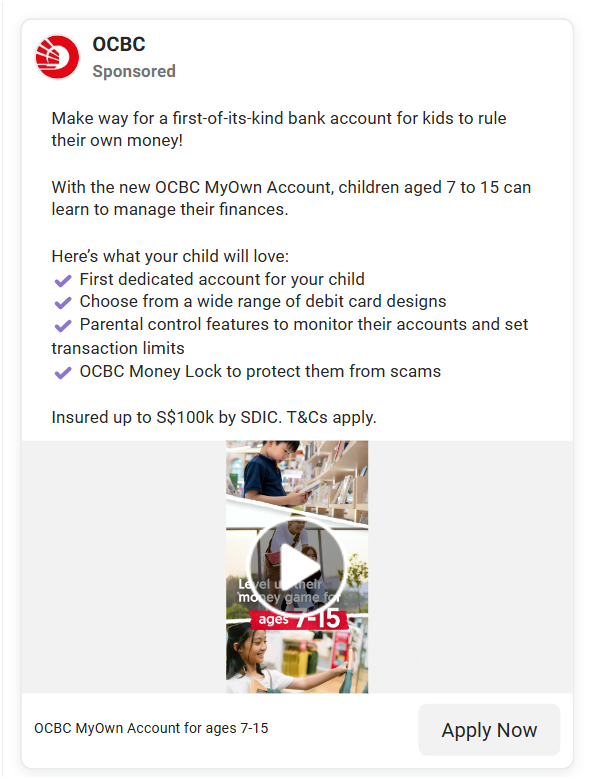 OCBC
Sponsored
Make way for a first-of-its-kind bank account for kids to rule
their own money!
With the new OCBC MyOwn Account, children aged 7 to 15 can
learn to manage their finances.
Here’s what your child will love:
✔ First dedicated account for your child
✔ Choose from a wide range of debit card designs
✔ Parental control features to monitor their accounts and set
transaction limits
✔ OCBC Money Lock to protect them from scams
Insured up to S$100k by SDIC. T&Cs apply.
Level up their
money game for
ages 7-15
OCBC MyOwn Account for ages 7-15
Apply Now